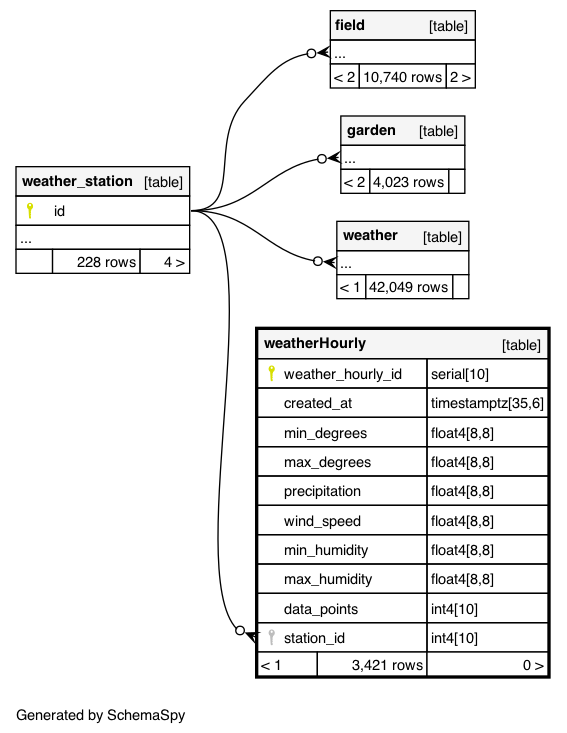 field [table]
...
< 2 10,740 rows 2 >
garden [table]
...
< 2 4,023 rows
weather_station [table]
id
...
228 rows 4 >
weather [table]
...
< 1 42,049 rows
weatherHourly [table]
weather_hourly_id serial[10]
created_at timestamptz[35,6]
min_degrees float4[8,8]
max_degrees float4[8,8]
precipitation float4[8,8]
wind_speed float4[8,8]
min_humidity float4[8,8]
max_humidity float4[8,8]
data_points int4[10]
station_id int4[10]
< 1 3,421 rows 0 >
Generated by SchemaSpy